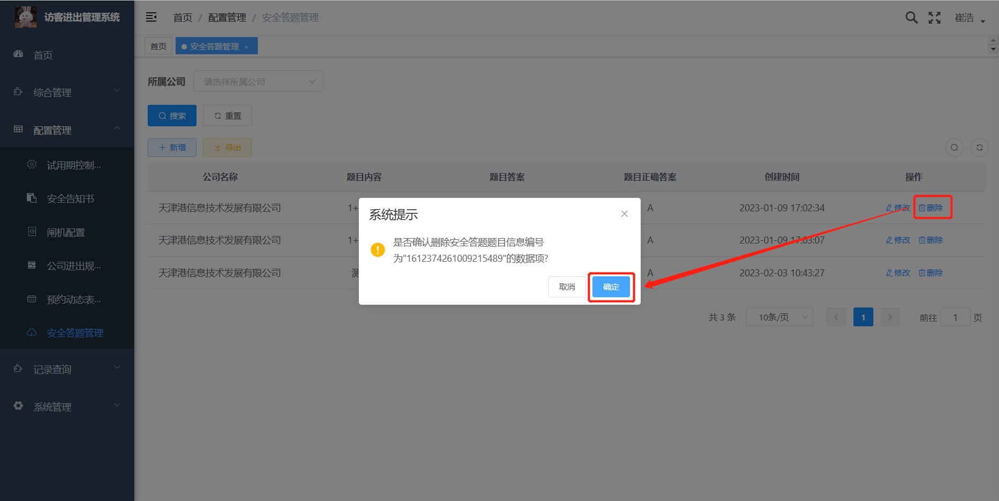 访客进出管理系统
首页
综合管理
配置管理
试用期控制...
安全告知书
闸机配置
公司进出规...
预约动态表...
安全答题管理
记录查询
系统管理
首页 / 配置管理 / 安全答题管理
崔浩
首页
安全答题管理 ×
所属公司 请选择所属公司
搜索 重置
新增 导出
公司名称 题目内容 题目答案 题目正确答案 创建时间 操作
天津港信息技术发展有限公司 1+ A 2023-01-09 17:02:34 修改 删除
天津港信息技术发展有限公司 1+ A 2023-01-09 17:03:07 修改 删除
天津港信息技术发展有限公司 测 A 2023-02-03 10:43:27 修改 删除
系统提示
是否确认删除安全答题题目信息编号
为"1612374261009215489"的数据项?
取消 确定
共 3 条 10条/页 1 前往 1 页